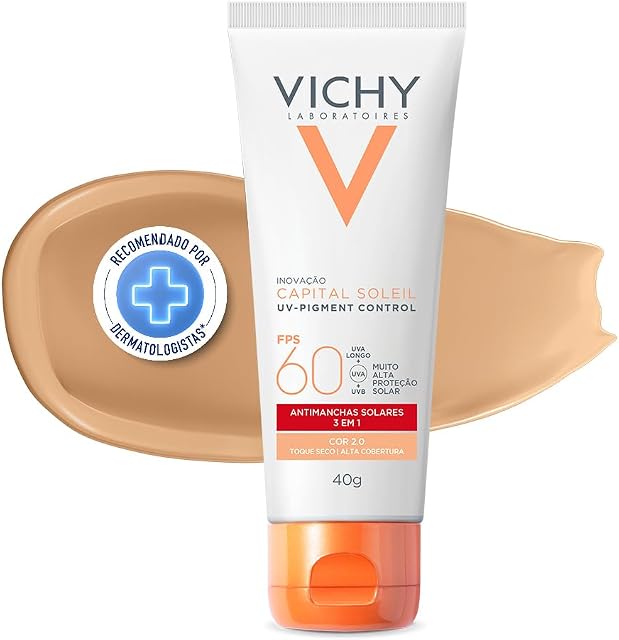 VICHY
LABORATOIRES
INOVAÇÃO
CAPITAL SOLEIL
UV-PIGMENT CONTROL
FPS
60
UVA
LONGO
+
UVA
+
UVB
MUITO
ALTA
PROTEÇÃO
SOLAR
ANTIMANCHAS SOLARES
3 EM 1
COR 2.0
TOQUE SECO | ALTA COBERTURA
40g
RECOMENDADO POR
DERMATOLOGISTAS*